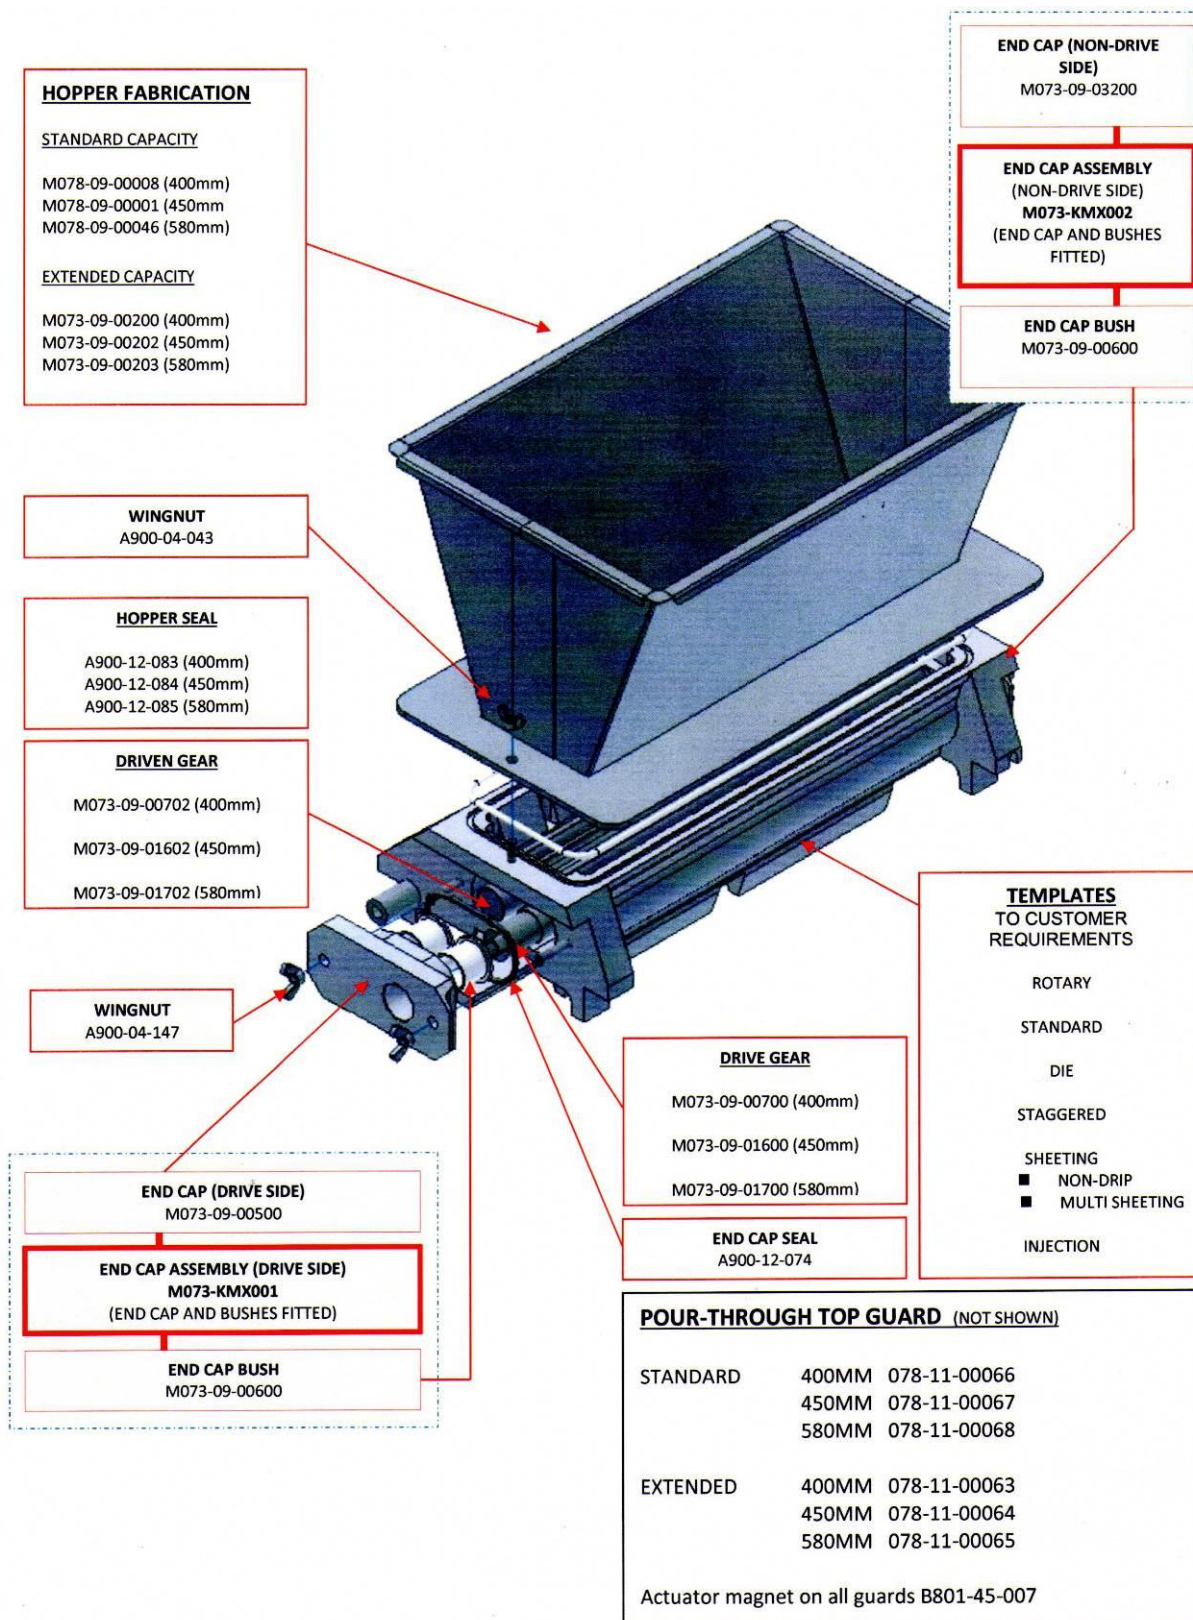 HOPPER FABRICATION
STANDARD CAPACITY
M078-09-00008 (400mm)
M078-09-00001 (450mm
M078-09-00046 (580mm)
EXTENDED CAPACITY
M073-09-00200 (400mm)
M073-09-00202 (450mm)
M073-09-00203 (580mm)
END CAP (NON-DRIVE
SIDE)
M073-09-03200
END CAP ASSEMBLY
(NON-DRIVE SIDE)
M073-KMX002
(END CAP AND BUSHES
FITTED)
END CAP BUSH
M073-09-00600
WINGNUT
A900-04-043
HOPPER SEAL
A900-12-083 (400mm)
A900-12-084 (450mm)
A900-12-085 (580mm)
DRIVEN GEAR
M073-09-00702 (400mm)
M073-09-01602 (450mm)
M073-09-01702 (580mm)
WINGNUT
A900-04-147
TEMPLATES
TO CUSTOMER
REQUIREMENTS
ROTARY
STANDARD
DIE
STAGGERED
SHEETING
■ NON-DRIP
■ MULTI SHEETING
INJECTION
DRIVE GEAR
M073-09-00700 (400mm)
M073-09-01600 (450mm)
M073-09-01700 (580mm)
END CAP SEAL
A900-12-074
END CAP (DRIVE SIDE)
M073-09-00500
END CAP ASSEMBLY (DRIVE SIDE)
M073-KMX001
(END CAP AND BUSHES FITTED)
END CAP BUSH
M073-09-00600
POUR-THROUGH TOP GUARD (NOT SHOWN)
STANDARD 400MM 078-11-00066
450MM 078-11-00067
580MM 078-11-00068
EXTENDED 400MM 078-11-00063
450MM 078-11-00064
580MM 078-11-00065
Actuator magnet on all guards B801-45-007